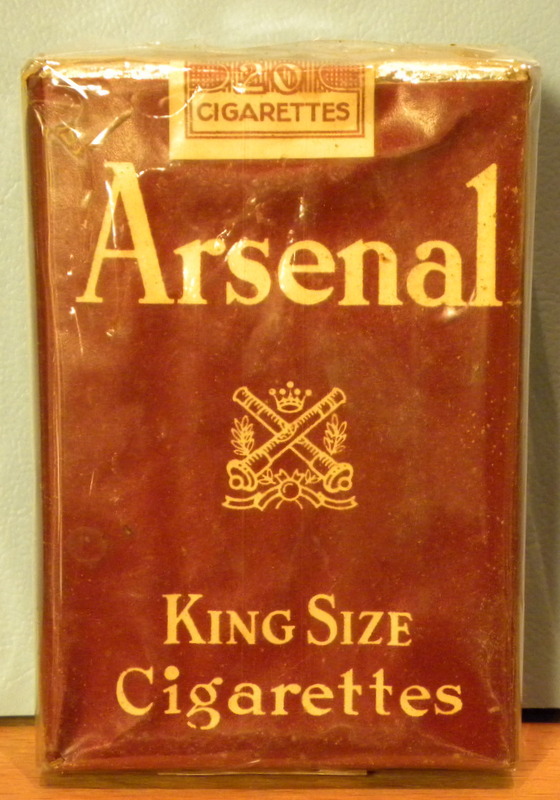 20
CIGARETTES
Arsenal
KING SIZE
Cigarettes